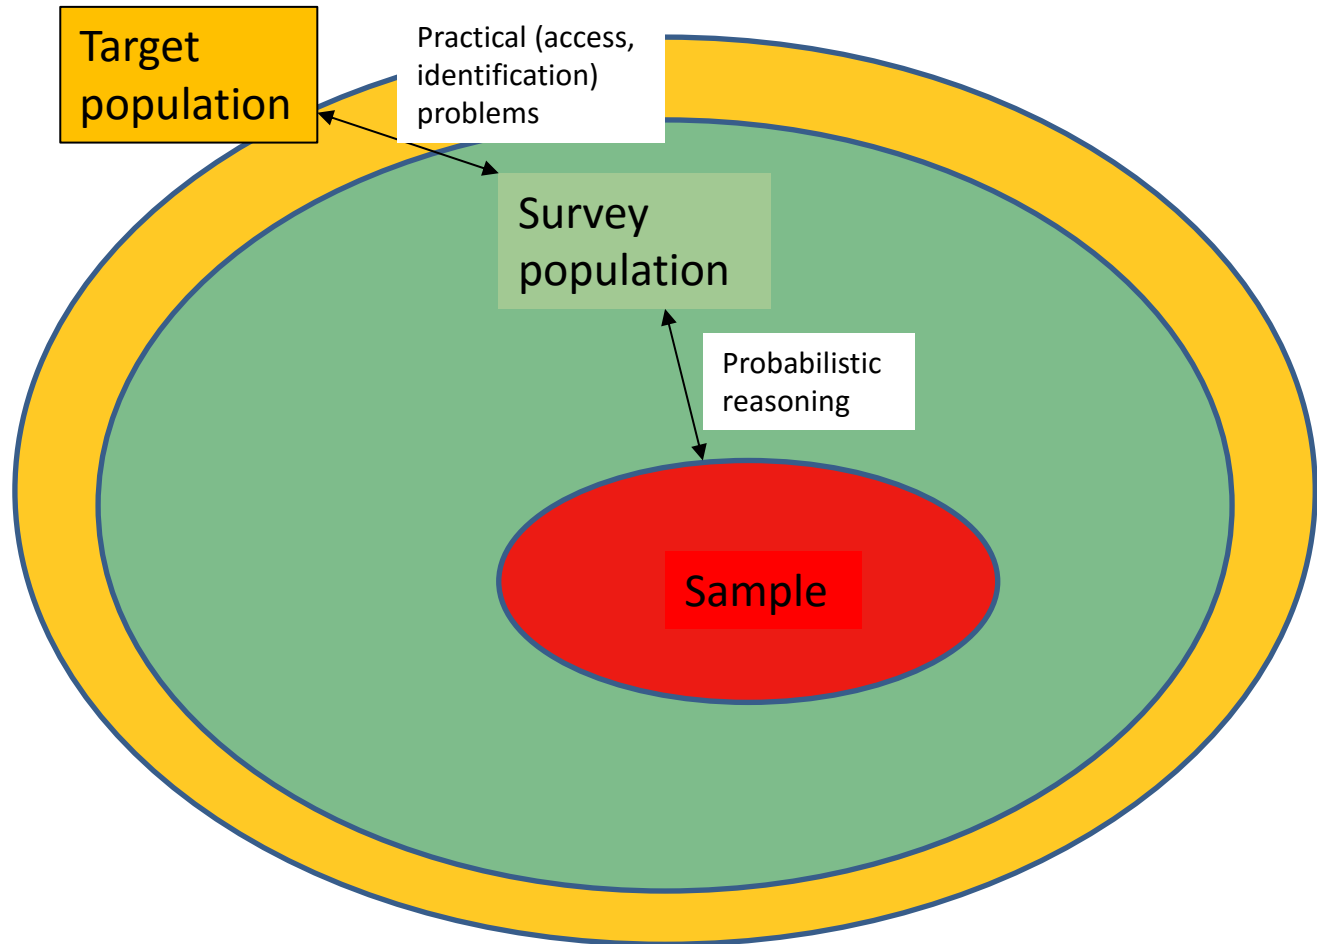 Target
population
Practical (access,
identification)
problems
Survey
population
Probabilistic
reasoning
Sample